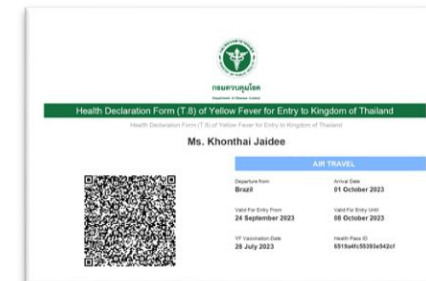 กรมควบคุมโรค
Department of Disease Control
Health Declaration Form (T.8) of Yellow Fever for Entry to Kingdom of Thailand
Health Declaration Form (T.8) of Yellow Fever for Entry to Kingdom of Thailand
Ms. Khonthai Jaidee
AIR TRAVEL
Departure from
Arrival Date
Brazil
01 October 2023
Valid For Entry From
Valid For Entry Until
24 September 2023
08 October 2023
YF Vaccination Date
Health Pass ID
28 July 2023